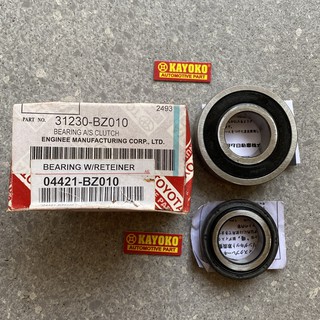 KAYOKO
AUTOMOTIVE PART
2493
PART NO. 31230-BZ010
BEARING A/S CLUTCH
ENGINEE MANUFACTURING CORP., LTD.
BEARING W/RETEINER
04421-BZ010
TOYOTA
KAYOKO
AUTOMOTIVE PART